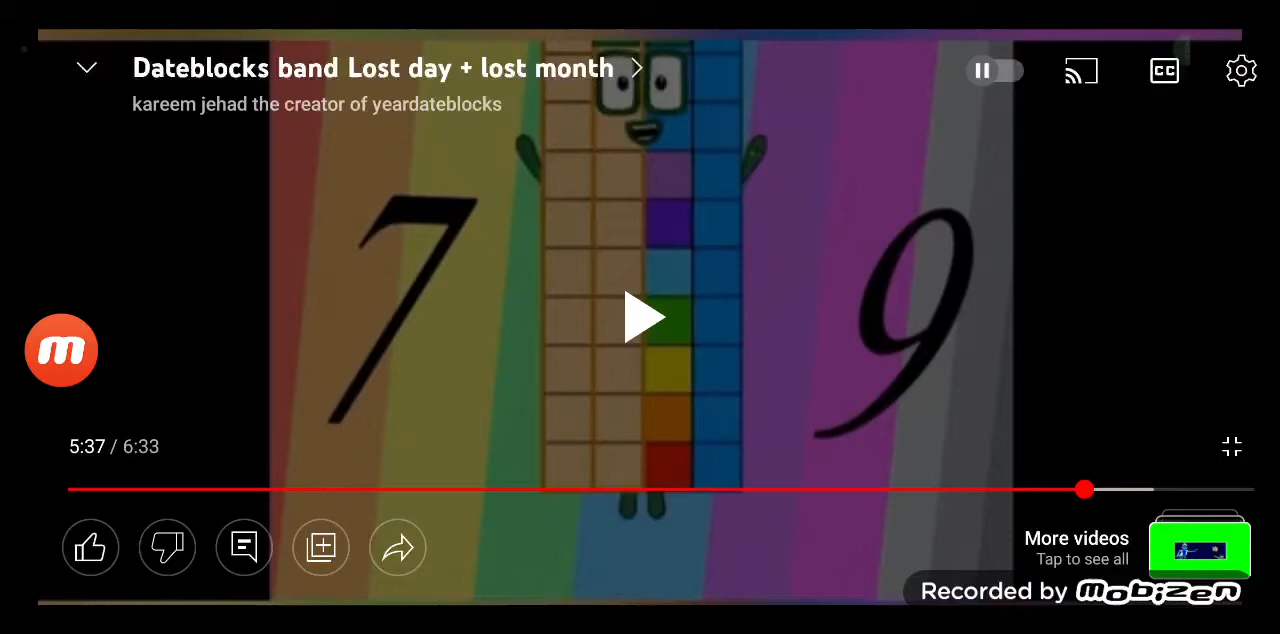 Dateblocks band Lost day + lost month
kareem jehad the creator of yeardateblocks
CC
7 9
m
5:37 / 6:33
More videos
Tap to see all
Recorded by MOBIZEN